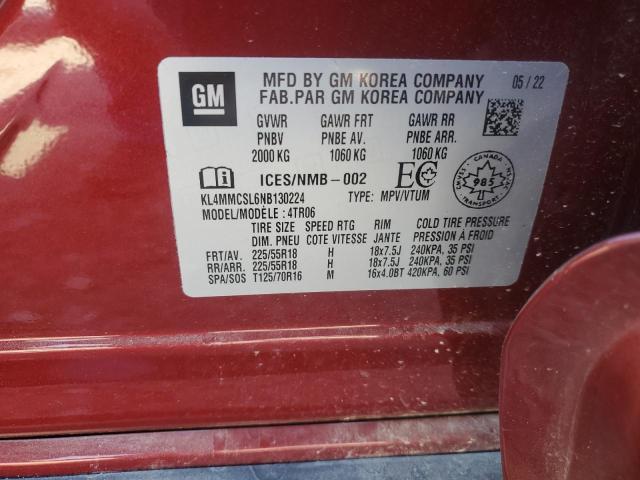 GM
MFD BY GM KOREA COMPANY 05/22
FAB.PAR GM KOREA COMPANY
GVWR GAWR FRT GAWR RR
PNBV PNBE AV. PNBE ARR.
2000 KG 1060 KG 1060 KG
ICES/NMB-002 EC
CANADA
985
KL4MMCSL6NB130224 TYPE: MPV/VTUM
MODEL/MODÈLE: 4TR06
TIRE SIZE SPEED RTG RIM COLD TIRE PRESSURE
DIM. PNEU COTE VITESSE JANTE PRESSION À FROID
FRT/AV. 225/55R18 H 18x7.5J 240KPA, 35 PSI
RR/ARR. 225/55R18 H 18x7.5J 240KPA, 35 PSI
SPA/SOS T125/70R16 M 16x4.0BT 420KPA, 60 PSI